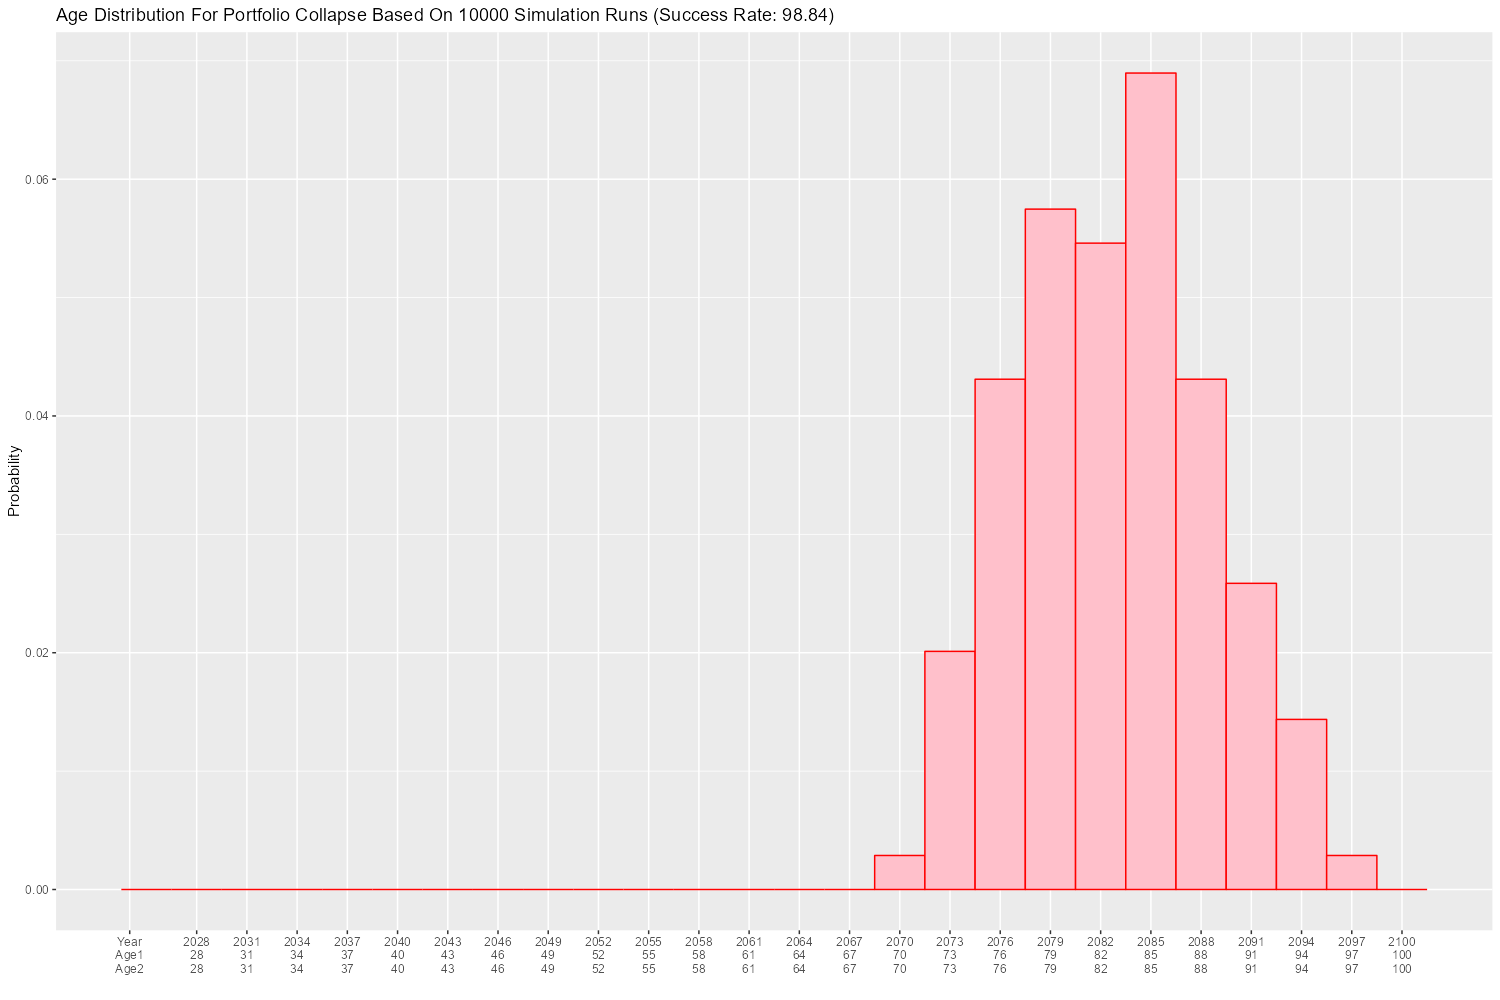 Age Distribution For Portfolio Collapse Based On 10000 Simulation Runs (Success Rate: 98.84)
Probability
0.06
0.04
0.02
0.00
Year 2028 2031 2034 2037 2040 2043 2046 2049 2052 2055 2058 2061 2064 2067 2070 2073 2076 2079 2082 2085 2088 2091 2094 2097 2100
Age1 28 31 34 37 40 43 46 49 52 55 58 61 64 67 70 73 76 79 82 85 88 91 94 97 100
Age2 28 31 34 37 40 43 46 49 52 55 58 61 64 67 70 73 76 79 82 85 88 91 94 97 100